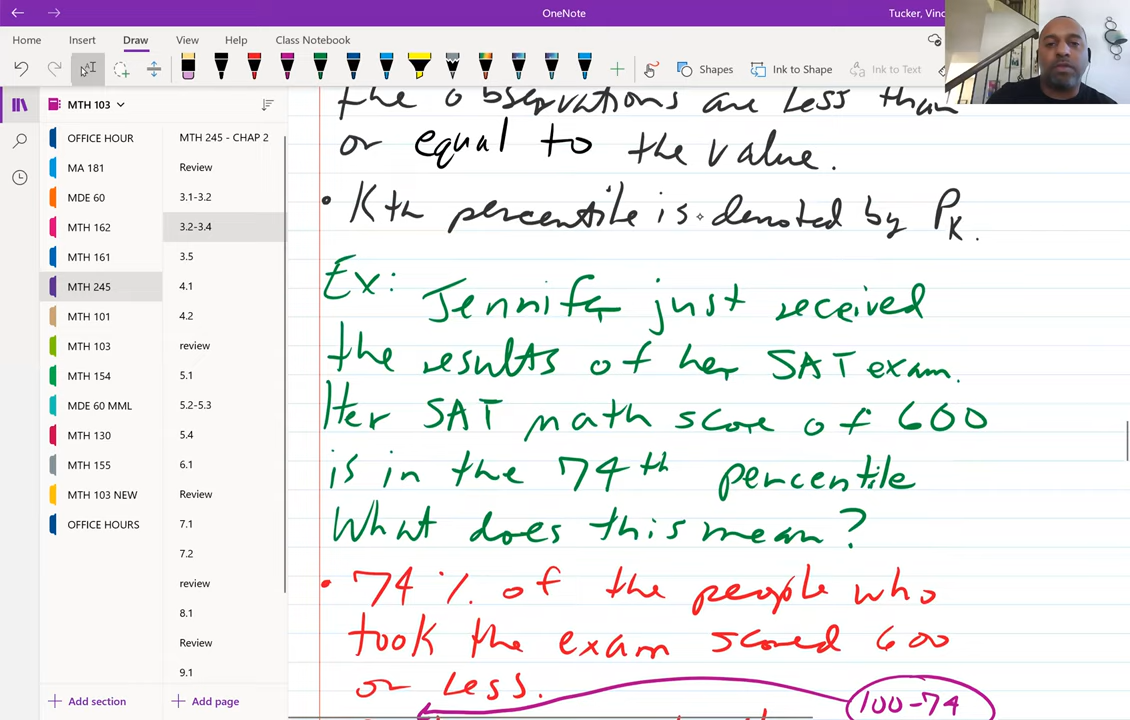 OneNote
Tucker, Vinc
Home Insert Draw View Help Class Notebook
Shapes Ink to Shape Ink to Text
MTH 103
OFFICE HOUR
MA 181
MDE 60
MTH 162
MTH 161
MTH 245
MTH 101
MTH 103
MTH 154
MDE 60 MML
MTH 130
MTH 155
MTH 103 NEW
OFFICE HOURS
Add section
MTH 245 - CHAP 2
Review
3.1-3.2
3.2-3.4
3.5
4.1
4.2
review
5.1
5.2-5.3
5.4
6.1
Review
7.1
7.2
review
8.1
Review
9.1
Add page
the observations are less than
or equal to the value.
• Kth percentile is denoted by PK.
Ex: Jennifer just received
the results of her SAT exam.
Her SAT math score of 600
is in the 74th percentile
What does this mean?
• 74% of the people who
took the exam scored 600
or less.
100-74